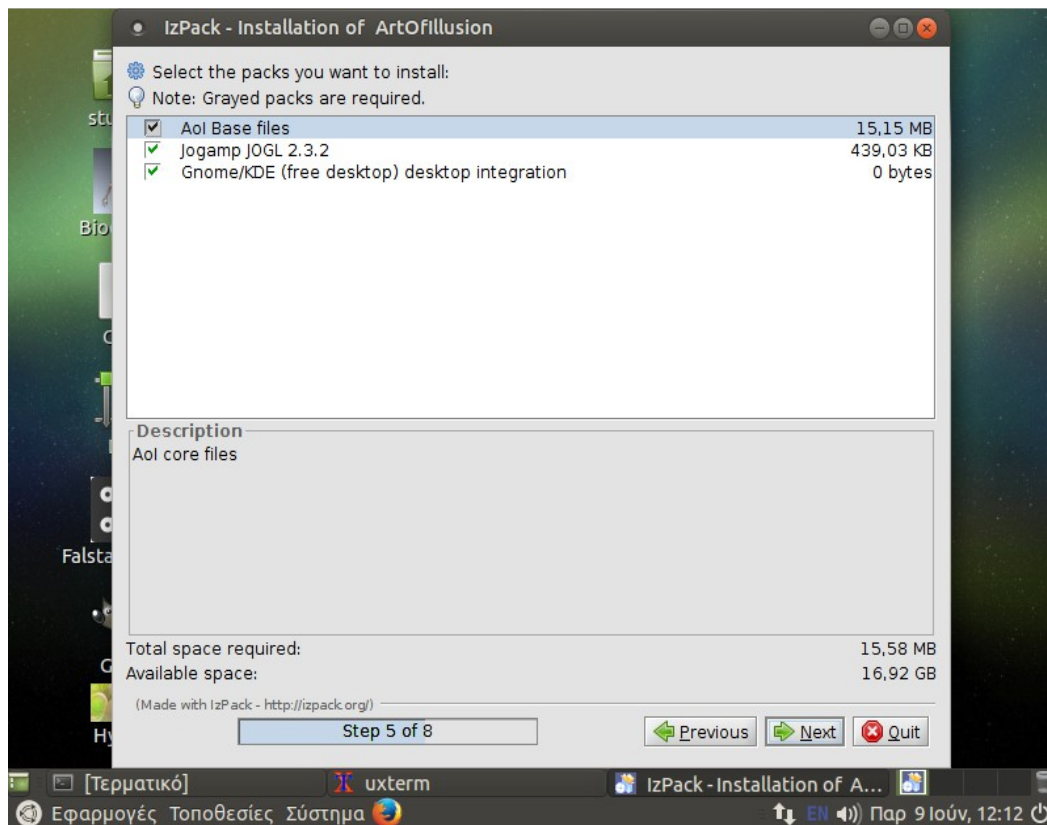 IzPack - Installation of ArtOfIllusion
Select the packs you want to install:
Note: Grayed packs are required.
AoI Base files 15,15 MB
Jogamp JOGL 2.3.2 439,03 KB
Gnome/KDE (free desktop) desktop integration 0 bytes
Description
AoI core files
Total space required: 15,58 MB
Available space: 16,92 GB
(Made with IzPack - http://izpack.org/)
Step 5 of 8
Previous
Next
Quit
Falsta
[Τερματικό]
uxterm
IzPack - Installation of A...
Εφαρμογές Τοποθεσίες Σύστημα
EN
Παρ 9 Ιούν, 12:12